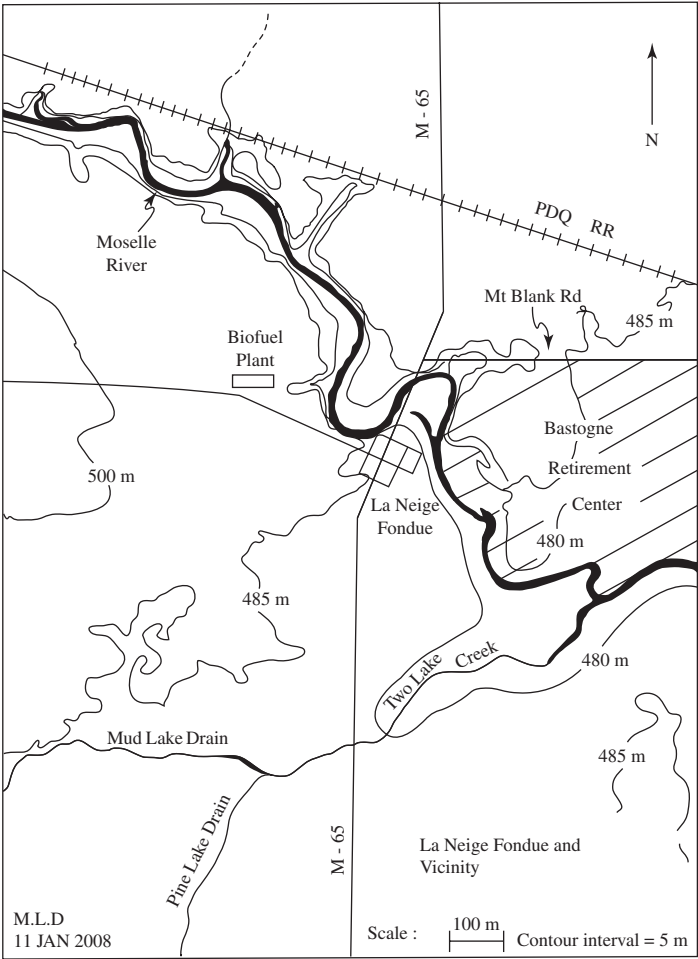 M - 65
N
PDQ RR
Moselle
River
Mt Blank Rd
485 m
Biofuel
Plant
Bastogne
Retirement
Center
500 m
La Neige
Fondue
480 m
485 m
Two Lake Creek
480 m
Mud Lake Drain
485 m
Pine Lake Drain
M - 65
La Neige Fondue and
Vicinity
M.L.D
11 JAN 2008
Scale :
100 m
Contour interval = 5 m